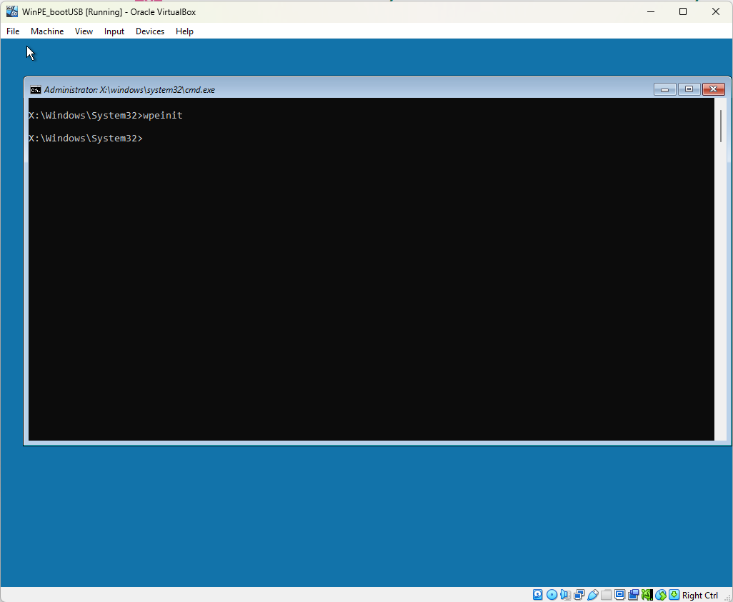 WinPE_bootUSB [Running] - Oracle VirtualBox
File Machine View Input Devices Help
Administrator: X:\windows\system32\cmd.exe
X:\Windows\System32>wpeinit
X:\Windows\System32>
Right Ctrl